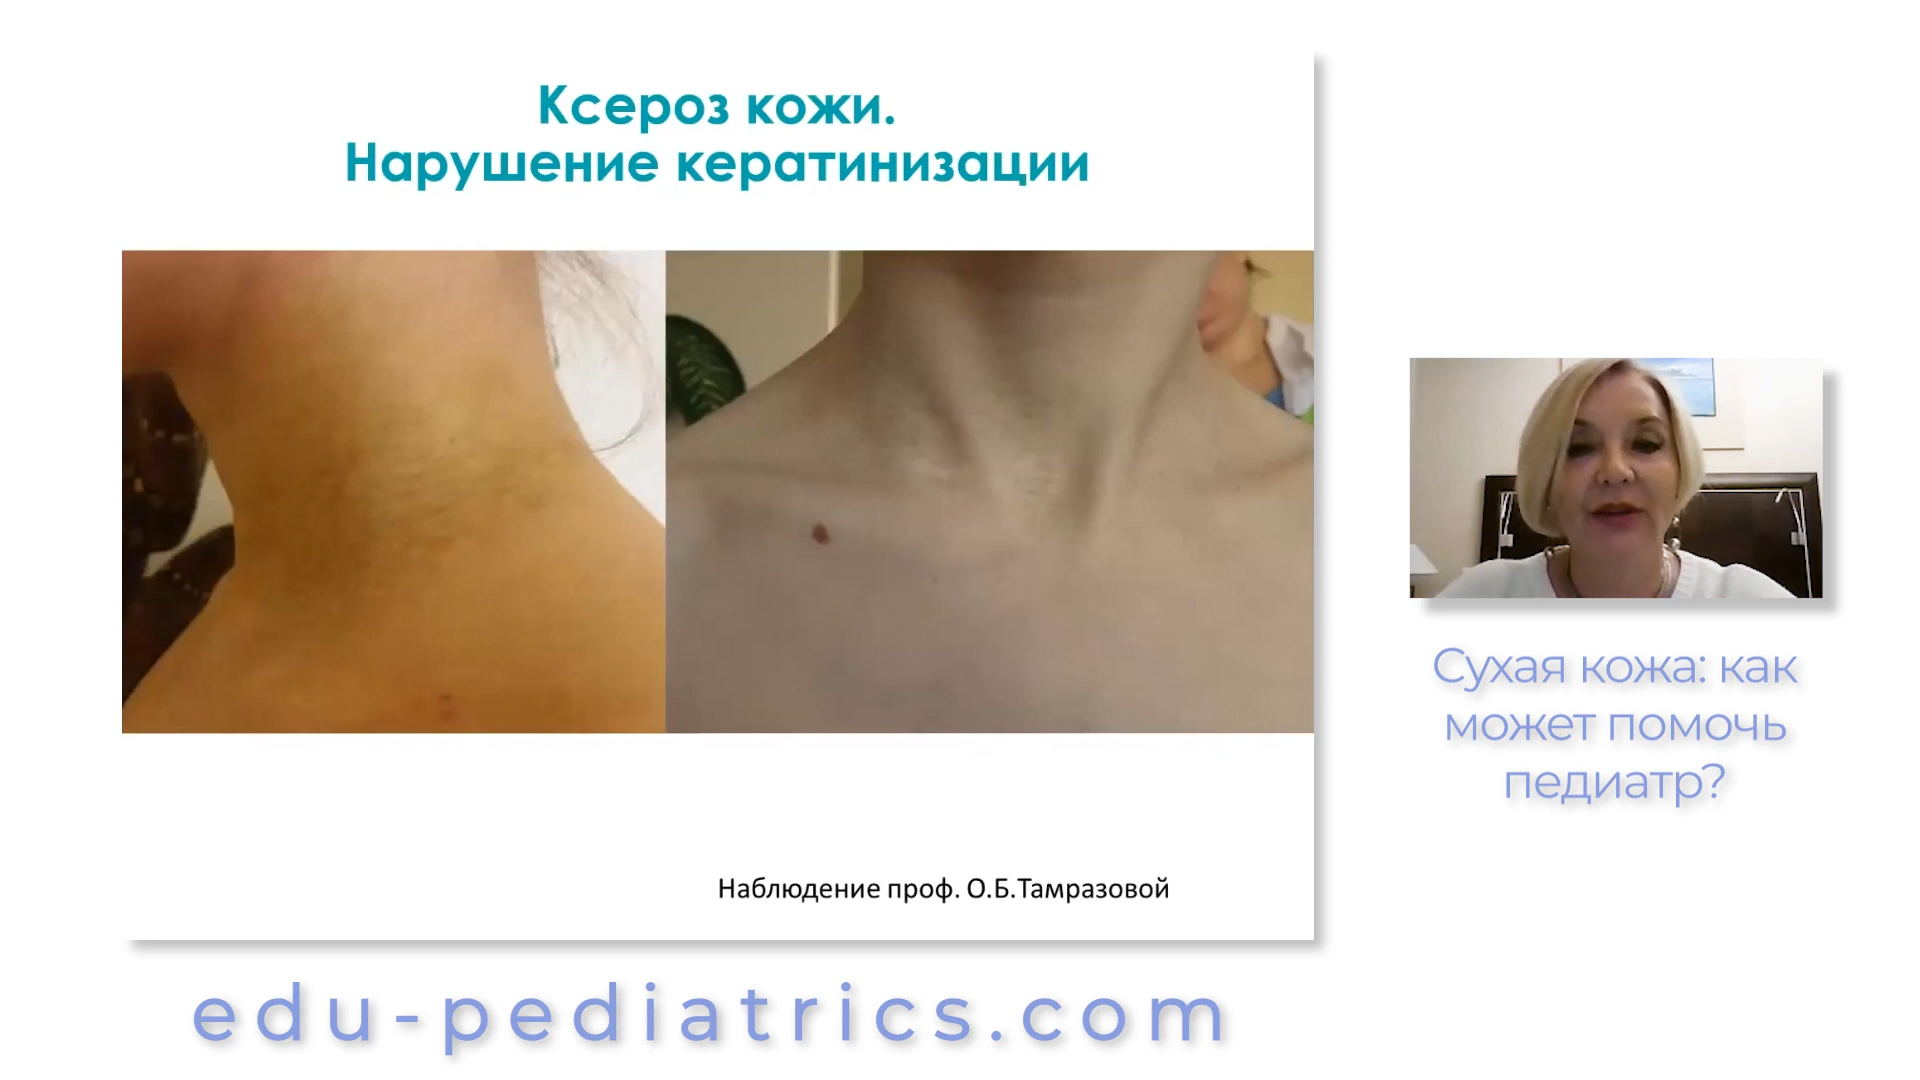 Ксероз кожи.
Нарушение кератинизации
Наблюдение проф. О.Б.Тамразовой
Сухая кожа: как
может помочь
педиатр?
edu-pediatrics.com